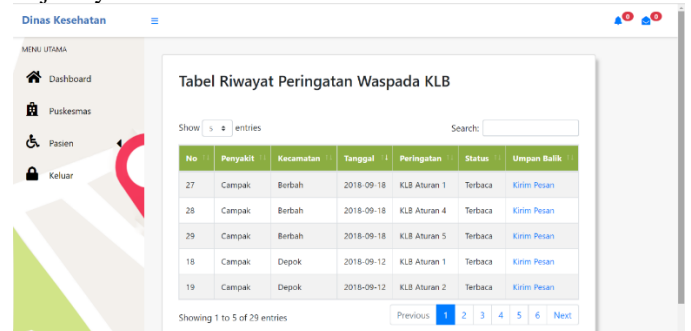 Dinas Kesehatan
0 0
MENU UTAMA
Dashboard
Puskesmas
Pasien
Keluar
Tabel Riwayat Peringatan Waspada KLB
Show 5 entries Search:
No Penyakit Kecamatan Tanggal Peringatan Status Umpan Balik
27 Campak Berbah 2018-09-18 KLB Aturan 1 Terbaca Kirim Pesan
28 Campak Berbah 2018-09-18 KLB Aturan 4 Terbaca Kirim Pesan
29 Campak Berbah 2018-09-18 KLB Aturan 5 Terbaca Kirim Pesan
18 Campak Depok 2018-09-12 KLB Aturan 1 Terbaca Kirim Pesan
19 Campak Depok 2018-09-12 KLB Aturan 2 Terbaca Kirim Pesan
Showing 1 to 5 of 29 entries Previous 1 2 3 4 5 6 Next